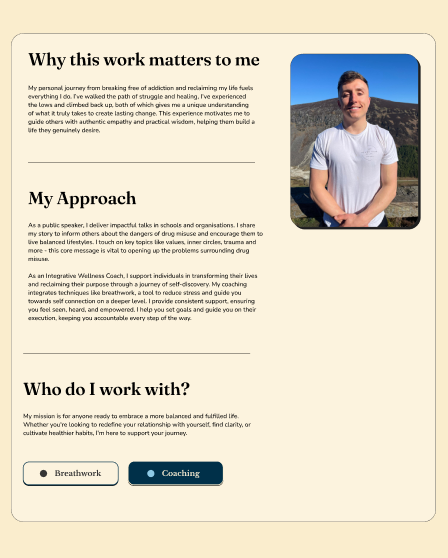 Why this work matters to me
My personal journey from breaking free of addiction and reclaiming my life fuels
everything I do. I've walked the path of struggle and healing. I've experienced
the lows and climbed back up, both of which gives me a unique understanding
of what it truly takes to create lasting change. This experience motivates me to
guide others with authentic empathy and practical wisdom, helping them build a
life they genuinely desire.
My Approach
As a public speaker, I deliver impactful talks in schools and organisations. I share
my story to inform others about the dangers of drug misuse and encourage them to
live balanced lifestyles. I touch on key topics like values, inner circles, trauma and
more - this core message is vital to opening up the problems surrounding drug
misuse.
As an Integrative Wellness Coach, I support individuals in transforming their lives
and reclaiming their purpose through a journey of self-discovery. My coaching
integrates techniques like breathwork, a tool to reduce stress and guide you
towards self connection on a deeper level. I provide consistent support, ensuring
you feel seen, heard, and empowered. I help you set goals and guide you on their
execution, keeping you accountable every step of the way.
Who do I work with?
My mission is for anyone ready to embrace a more balanced and fulfilled life.
Whether you're looking to redefine your relationship with yourself, find clarity, or
cultivate healthier habits, I'm here to support your journey.
Breathwork
Coaching